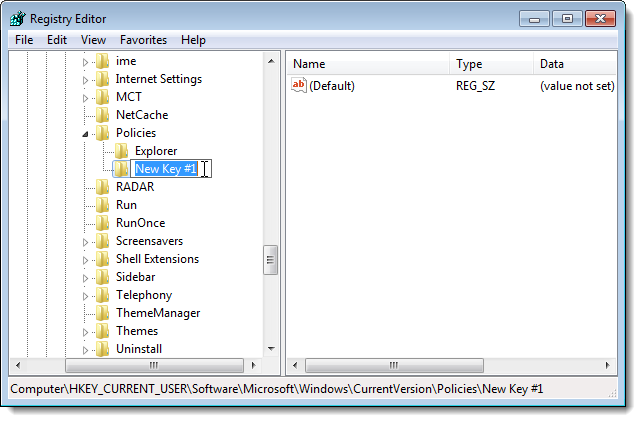 Registry Editor
File Edit View Favorites Help
ime
Internet Settings
MCT
NetCache
Policies
Explorer
New Key #1
RADAR
Run
RunOnce
Screensavers
Shell Extensions
Sidebar
Telephony
ThemeManager
Themes
Uninstall
Name Type Data
ab (Default) REG_SZ (value not set)
Computer\HKEY_CURRENT_USER\Software\Microsoft\Windows\CurrentVersion\Policies\New Key #1